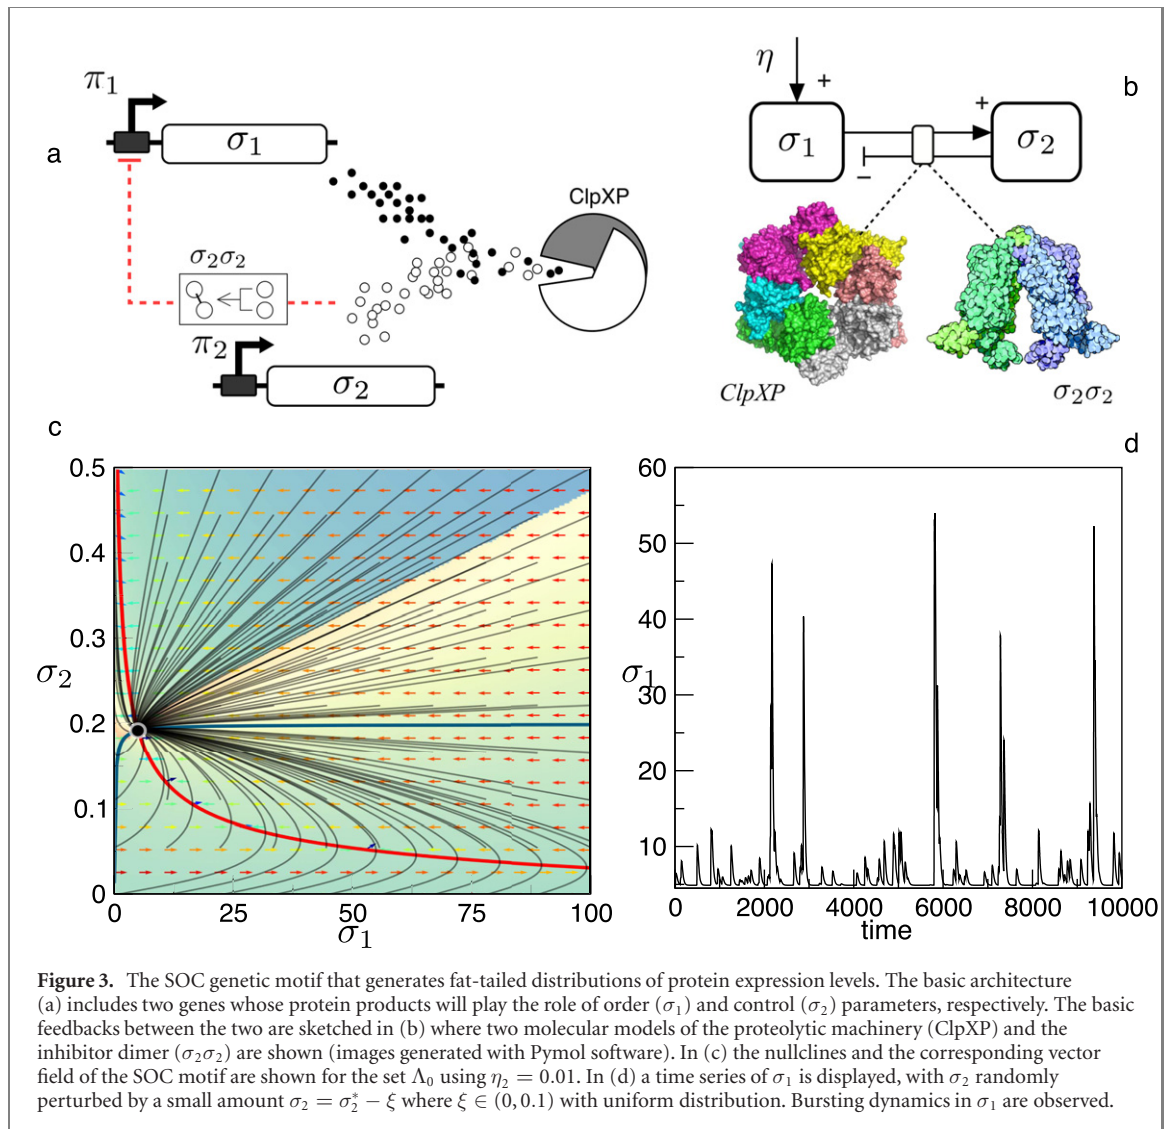 a
π1
σ1
ClpXP
σ2σ2
π2
σ2
b
η
+
σ1
+
−
σ2
ClpXP
σ2σ2
c
σ2
0.5
0.4
0.3
0.2
0.1
0
0 25 50 75 100
σ1
d
σ1
60
50
40
30
20
10
0 2000 4000 6000 8000 10000
time
Figure 3. The SOC genetic motif that generates fat-tailed distributions of protein expression levels. The basic architecture
(a) includes two genes whose protein products will play the role of order (σ1) and control (σ2) parameters, respectively. The basic
feedbacks between the two are sketched in (b) where two molecular models of the proteolytic machinery (ClpXP) and the
inhibitor dimer (σ2σ2) are shown (images generated with Pymol software). In (c) the nullclines and the corresponding vector
field of the SOC motif are shown for the set Λ0 using η2 = 0.01. In (d) a time series of σ1 is displayed, with σ2 randomly
perturbed by a small amount σ2 = σ2* − ξ where ξ ∈ (0, 0.1) with uniform distribution. Bursting dynamics in σ1 are observed.